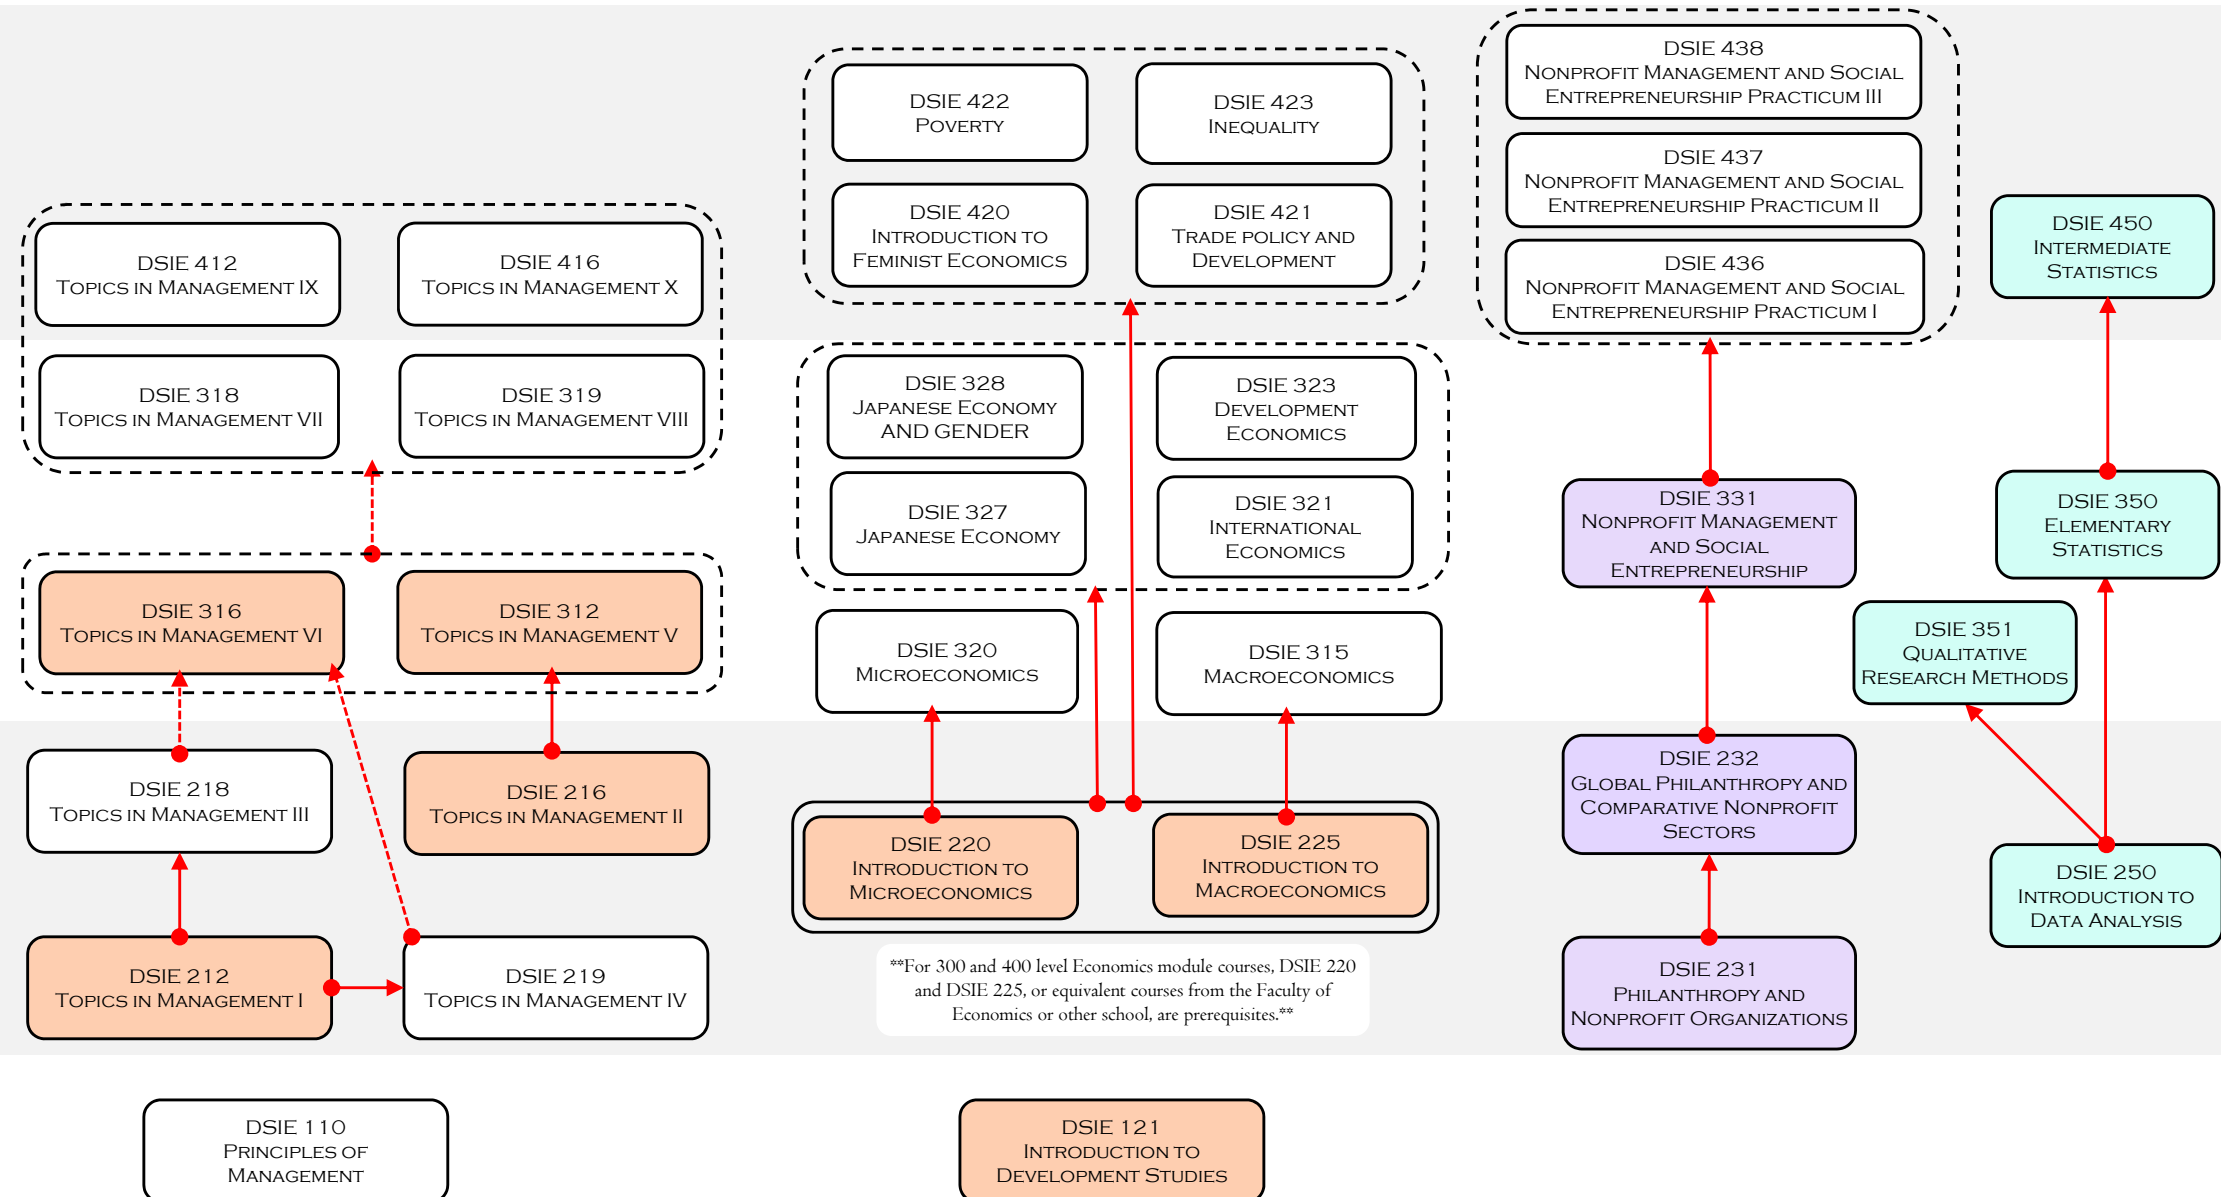 DSIE 438
Nonprofit Management and Social
Entrepreneurship Practicum III
DSIE 422
Poverty
DSIE 423
Inequality
DSIE 437
Nonprofit Management and Social
Entrepreneurship Practicum II
DSIE 420
Introduction to
Feminist Economics
DSIE 421
Trade policy and
Development
DSIE 450
Intermediate
Statistics
DSIE 412
Topics in Management IX
DSIE 416
Topics in Management X
DSIE 436
Nonprofit Management and Social
Entrepreneurship Practicum I
DSIE 318
Topics in Management VII
DSIE 319
Topics in Management VIII
DSIE 328
Japanese Economy
AND GENDER
DSIE 323
Development
Economics
DSIE 327
Japanese Economy
DSIE 321
International
Economics
DSIE 331
Nonprofit Management
and Social
Entrepreneurship
DSIE 350
Elementary
Statistics
DSIE 316
Topics in Management VI
DSIE 312
Topics in Management V
DSIE 320
Microeconomics
DSIE 315
Macroeconomics
DSIE 351
Qualitative
Research Methods
DSIE 218
Topics in Management III
DSIE 216
Topics in Management II
DSIE 220
Introduction to
Microeconomics
DSIE 225
Introduction to
Macroeconomics
DSIE 232
Global Philanthropy and
Comparative Nonprofit
Sectors
DSIE 250
Introduction to
Data Analysis
DSIE 212
Topics in Management I
DSIE 219
Topics in Management IV
**For 300 and 400 level Economics module courses, DSIE 220
and DSIE 225, or equivalent courses from the Faculty of
Economics or other school, are prerequisites.**
DSIE 231
Philanthropy and
Nonprofit Organizations
DSIE 110
Principles of
Management
DSIE 121
Introduction to
Development Studies